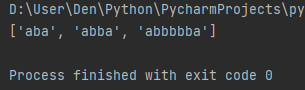 D:\User\Den\Python\PycharmProjects\py
['aba', 'abba', 'abbbbba']
Process finished with exit code 0